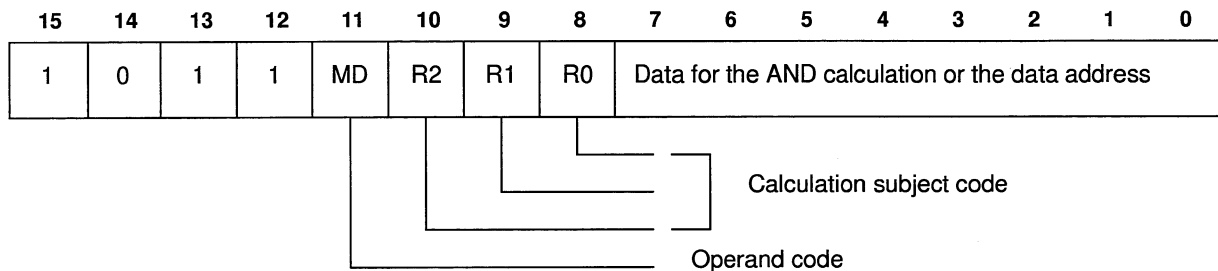 15 14 13 12 11 10 9 8 7 6 5 4 3 2 1 0
1 0 1 1 MD R2 R1 R0 Data for the AND calculation or the data address
Calculation subject code
Operand code